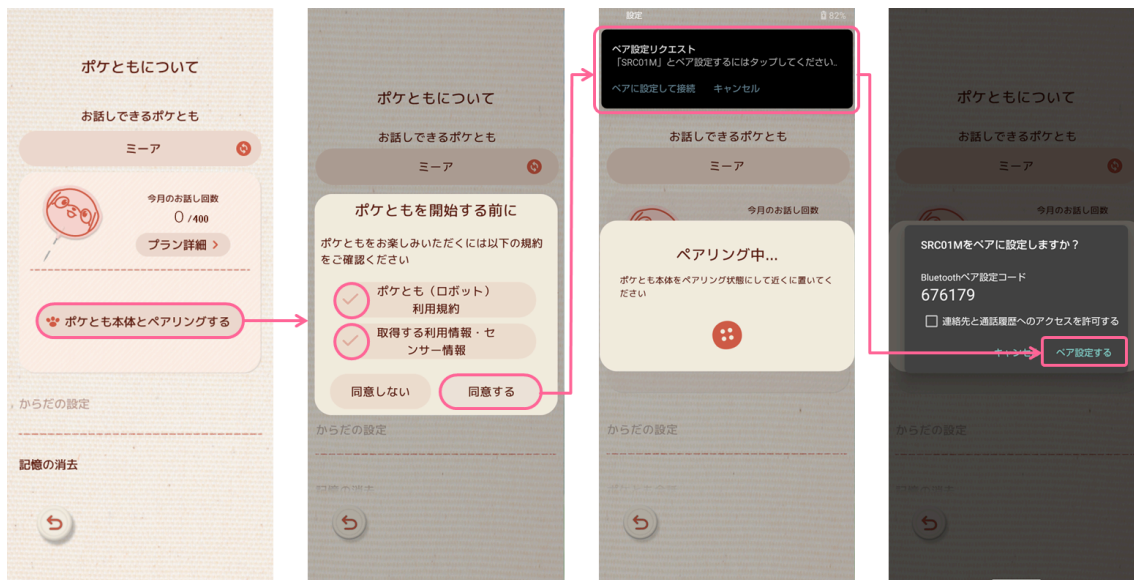 ポケともについて
お話しできるポケとも
ミーア
今月のお話し回数
0 /400
プラン詳細 >
ポケとも本体とペアリングする
からだの設定
記憶の消去
ポケともについて
お話しできるポケとも
ミーア
ポケともを開始する前に
ポケともをお楽しみいただくには以下の規約
をご確認ください
ポケとも（ロボット）
利用規約
取得する利用情報・セ
ンサー情報
同意しない
同意する
からだの設定
記憶の消去
設定
82%
ペア設定リクエスト
「SRC01M」とペア設定するにはタップしてください..
ペアに設定して接続 キャンセル
お話しできるポケとも
ミーア
今月のお話し回数
ペアリング中...
ポケとも本体をペアリング状態にして近くに置いてく
ださい
からだの設定
ポケともについて
お話しできるポケとも
ミーア
今月のお話し回数
SRC01Mをペアに設定しますか？
Bluetoothペア設定コード
676179
連絡先と通話履歴へのアクセスを許可する
キャンセル
ペア設定する
からだの設定
記憶の消去